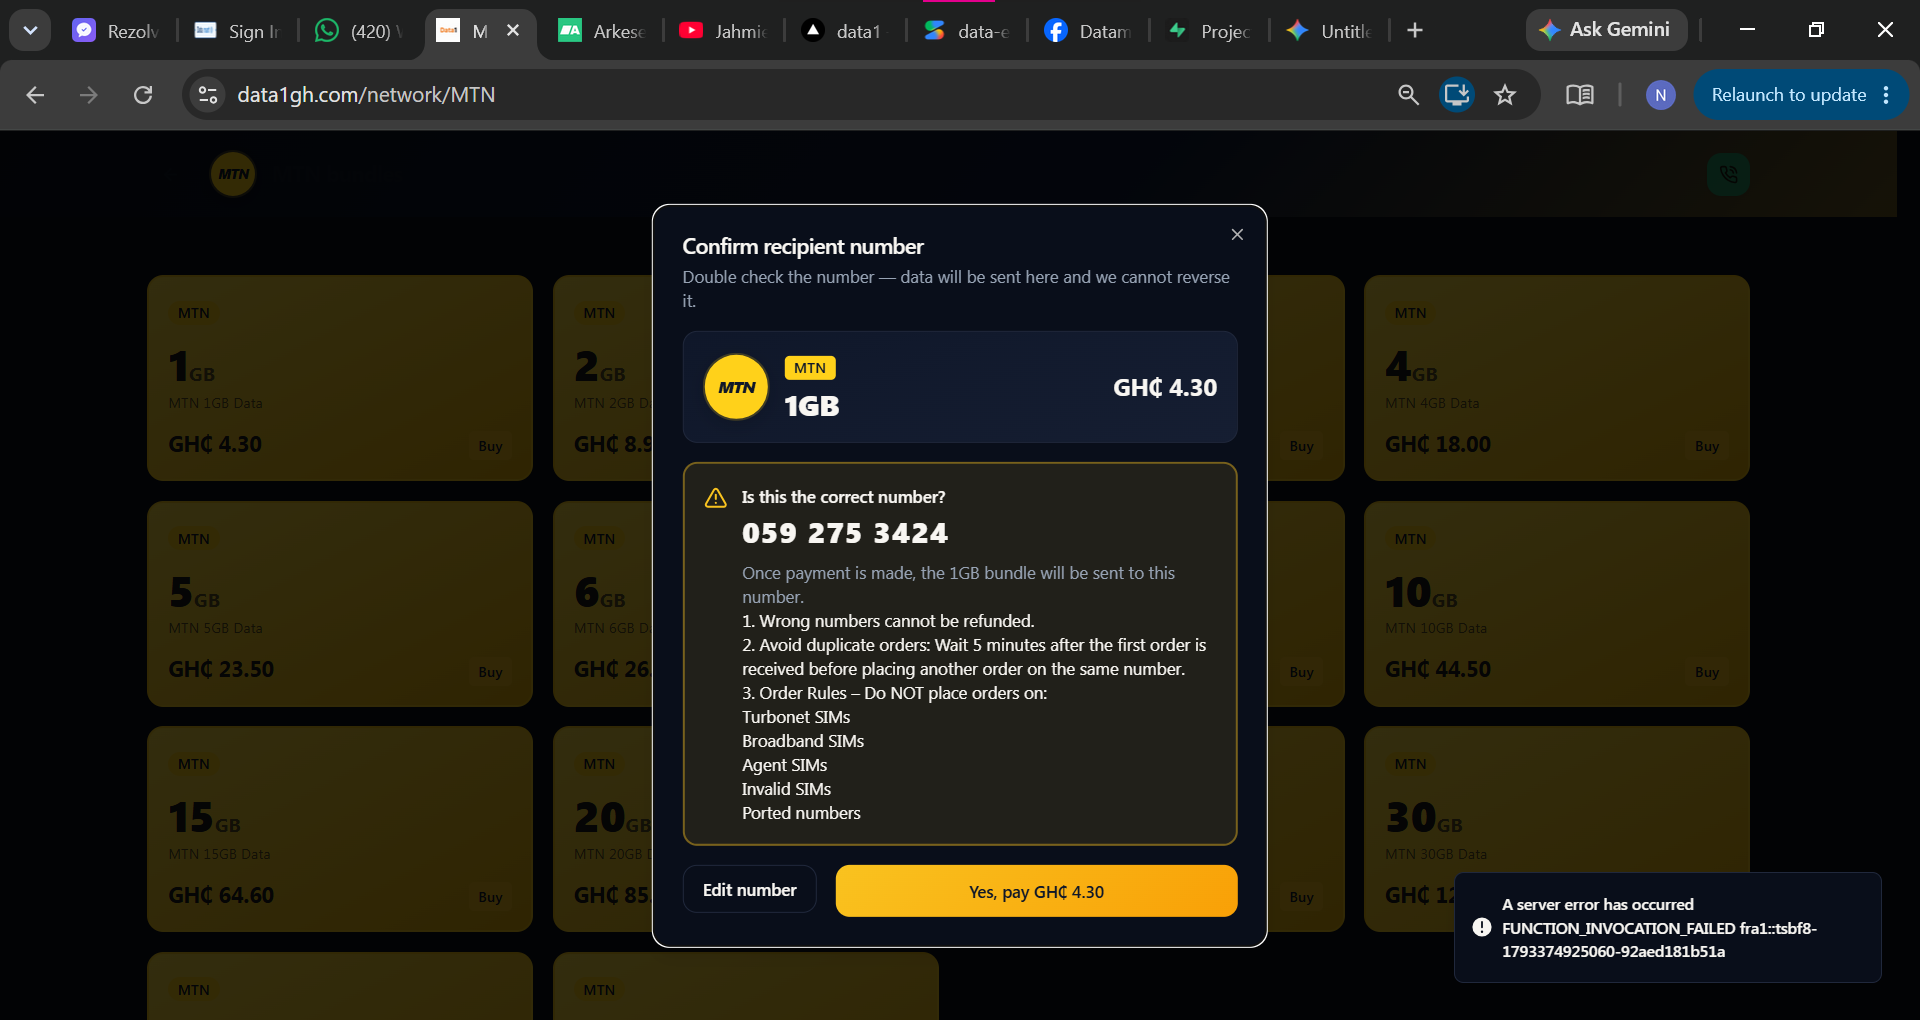 Rezolv
Sign In
(420) W
M
Arkese
Jahmie
data1
data-e
Datam
Projec
Untitle
Ask Gemini
data1gh.com/network/MTN
N
Relaunch to update
MTN
Confirm recipient number
Double check the number — data will be sent here and we cannot reverse
it.
MTN
MTN
1GB
GH₵ 4.30
Is this the correct number?
059 275 3424
Once payment is made, the 1GB bundle will be sent to this
number.
1. Wrong numbers cannot be refunded.
2. Avoid duplicate orders: Wait 5 minutes after the first order is
received before placing another order on the same number.
3. Order Rules – Do NOT place orders on:
Turbonet SIMs
Broadband SIMs
Agent SIMs
Invalid SIMs
Ported numbers
Edit number
Yes, pay GH₵ 4.30
MTN
1GB
MTN 1GB Data
GH₵ 4.30
Buy
MTN
2GB
MTN 2GB D
GH₵ 8.9
Buy
MTN
4GB
MTN 4GB Data
GH₵ 18.00
Buy
MTN
5GB
MTN 5GB Data
GH₵ 23.50
Buy
MTN
6GB
MTN 6GB D
GH₵ 26
Buy
MTN
10GB
MTN 10GB Data
GH₵ 44.50
Buy
MTN
15GB
MTN 15GB Data
GH₵ 64.60
Buy
MTN
20GB
MTN 20GB
GH₵ 85
Buy
MTN
30GB
MTN 30GB Data
GH₵ 12
MTN
MTN
A server error has occurred
FUNCTION_INVOCATION_FAILED fra1::tsbf8-
1793374925060-92aed181b51a